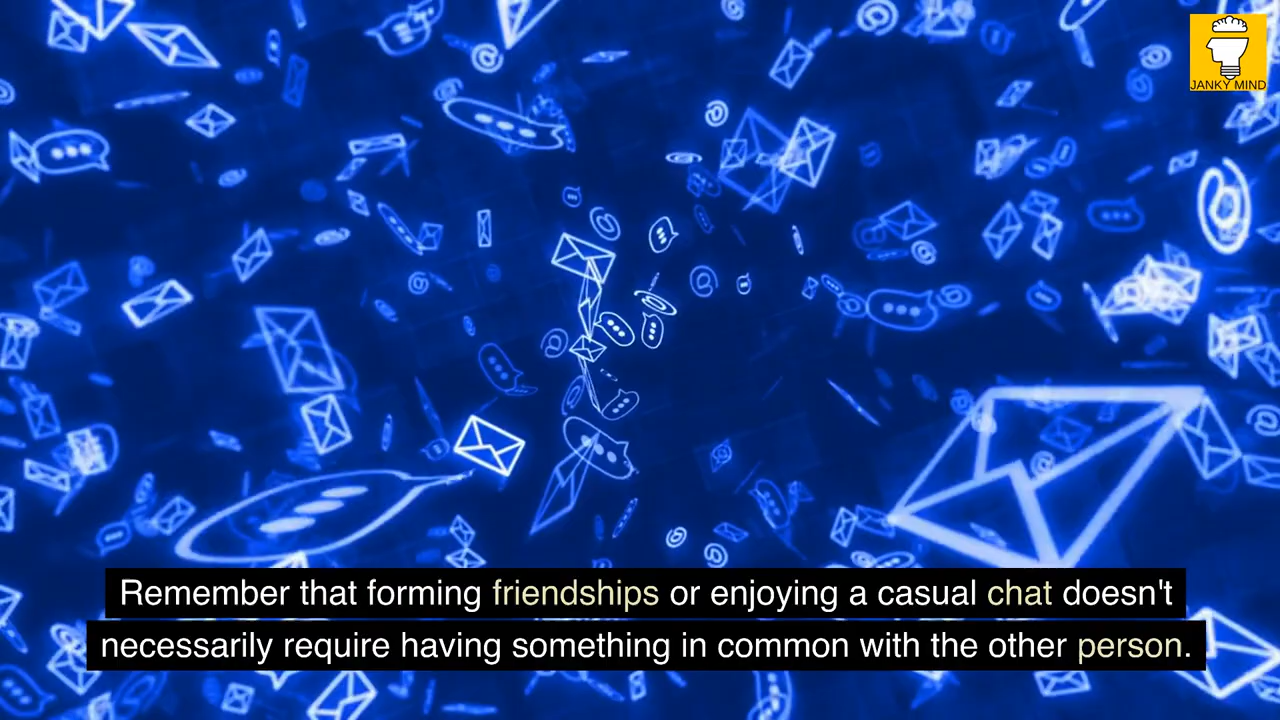 JANKY MIND
Remember that forming friendships or enjoying a casual chat doesn't
necessarily require having something in common with the other person.